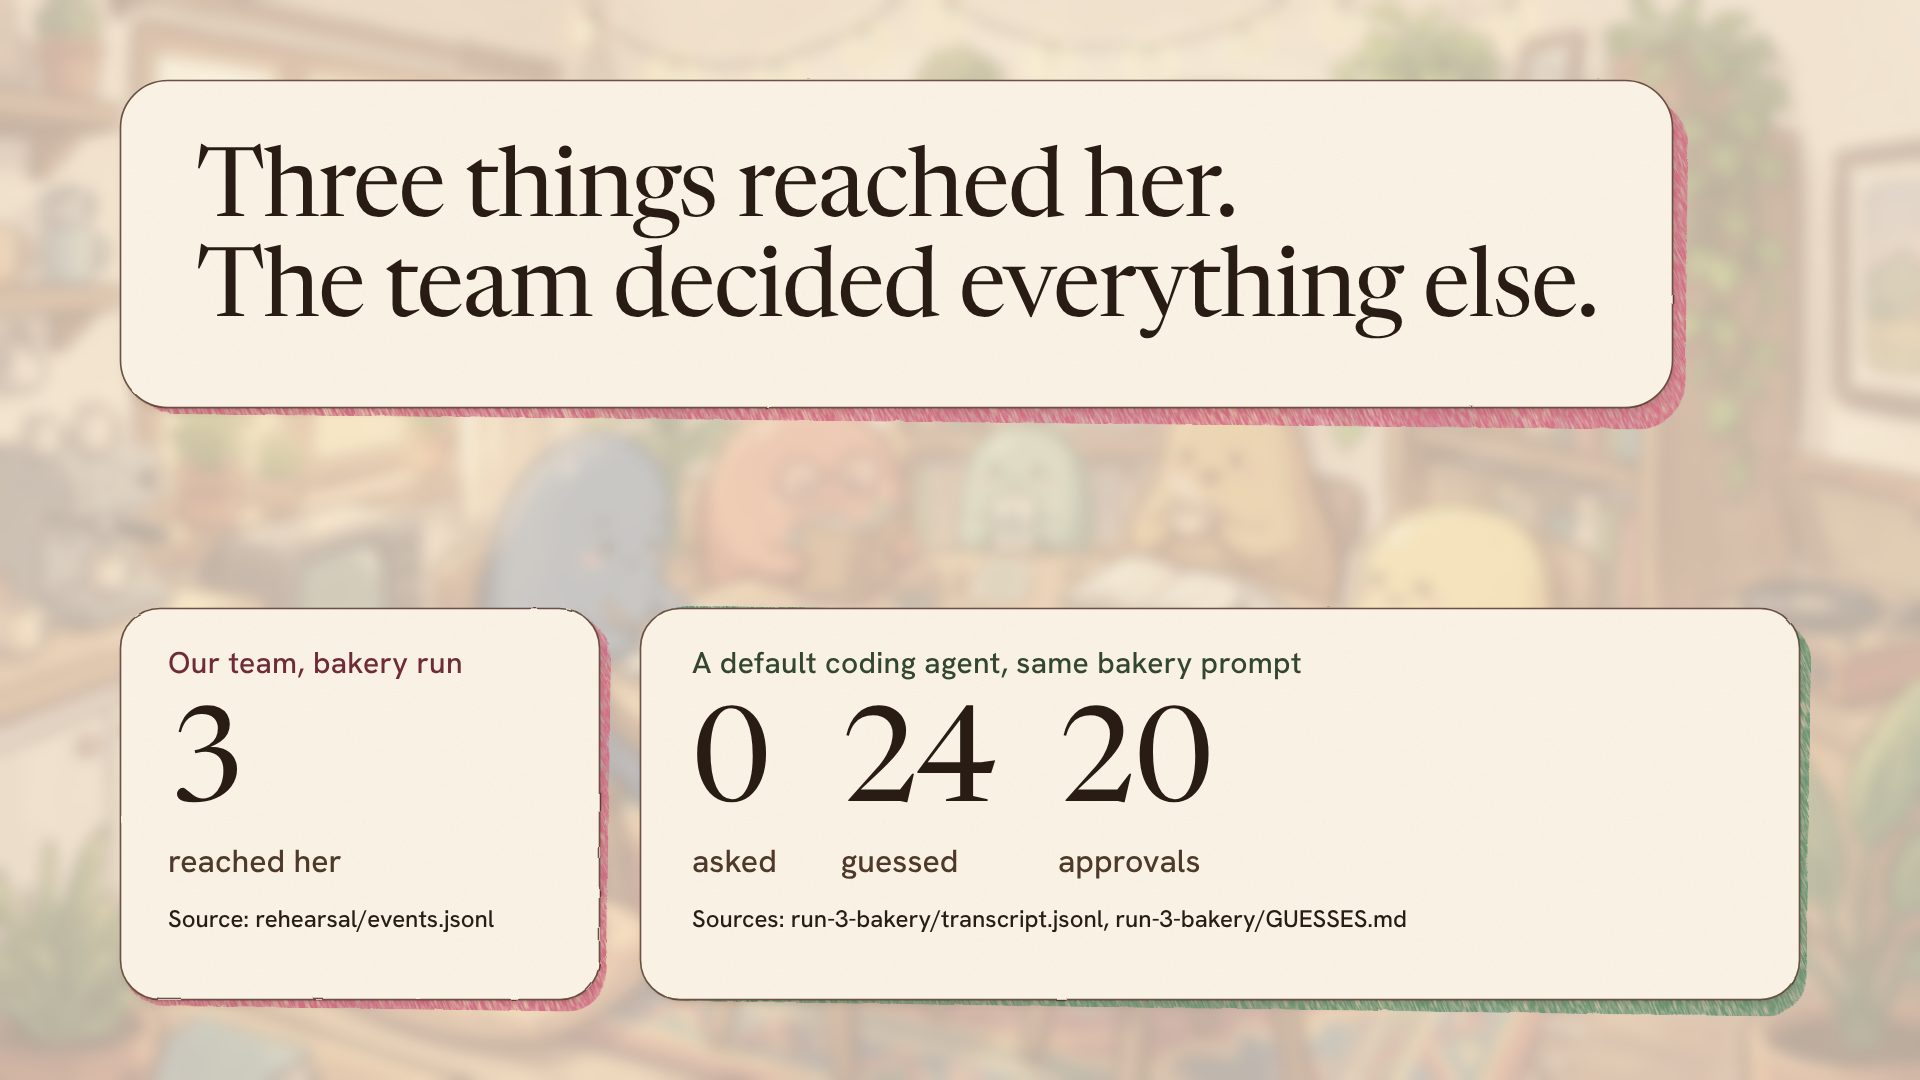 Three things reached her.
The team decided everything else.
Our team, bakery run
3
reached her
Source: rehearsal/events.jsonl
A default coding agent, same bakery prompt
0 24 20
asked guessed approvals
Sources: run-3-bakery/transcript.jsonl, run-3-bakery/GUESSES.md